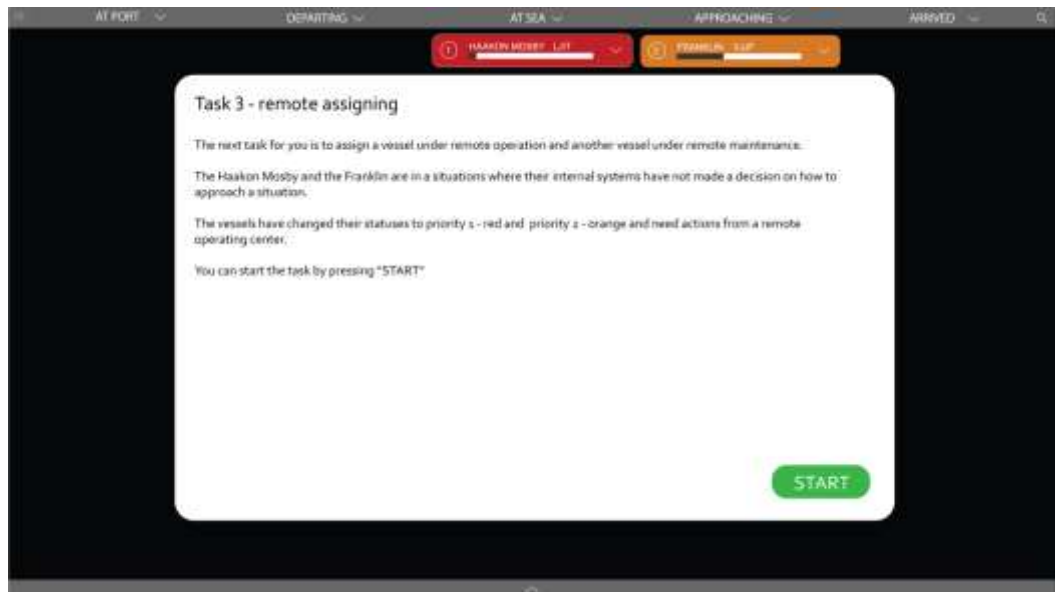 AT PORT
DEPARTING
AT SEA
APPROACHING
ARRIVED
1 HAAKON MOSBY
2 FRANKLIN
Task 3 - remote assigning
The next task for you is to assign a vessel under remote operation and another vessel under remote maintenance.
The Haakon Mosby and the Franklin are in a situations where their internal systems have not made a decision on how to
approach a situation.
The vessels have changed their statuses to priority 1 - red and priority 2 - orange and need actions from a remote
operating center.
You can start the task by pressing "START"
START